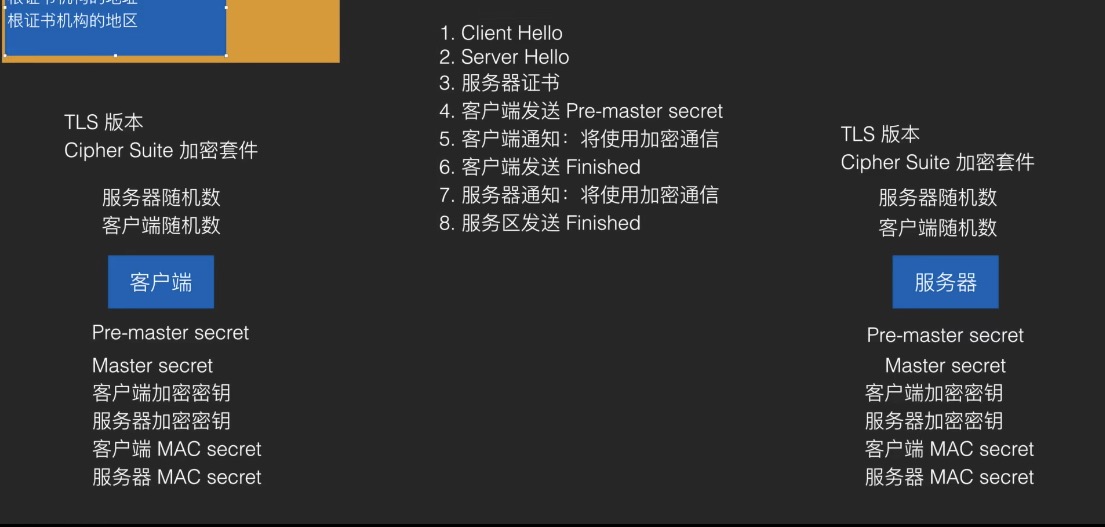 根证书机构的地址
根证书机构的地区
1. Client Hello
2. Server Hello
3. 服务器证书
4. 客户端发送 Pre-master secret
5. 客户端通知：将使用加密通信
6. 客户端发送 Finished
7. 服务器通知：将使用加密通信
8. 服务区发送 Finished
TLS 版本
Cipher Suite 加密套件
服务器随机数
客户端随机数
客户端
Pre-master secret
Master secret
客户端加密密钥
服务器加密密钥
客户端 MAC secret
服务器 MAC secret
TLS 版本
Cipher Suite 加密套件
服务器随机数
客户端随机数
服务器
Pre-master secret
Master secret
客户端加密密钥
服务器加密密钥
客户端 MAC secret
服务器 MAC secret